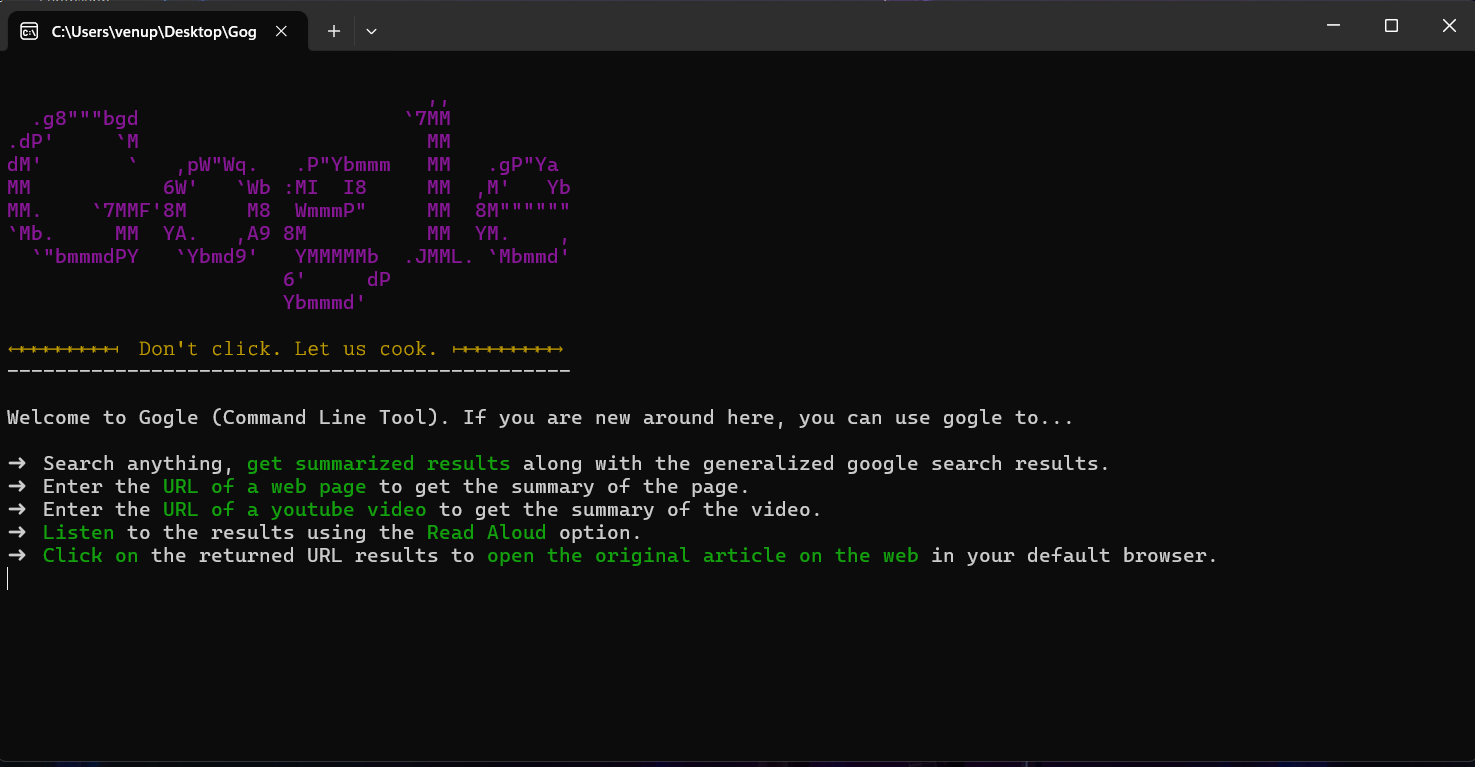 C:\Users\venup\Desktop\Gog
             ,,
  .g8"""bgd                      `7MM
.dP'     `M                        MM
dM'       `   ,pW"Wq.   .P"Ybmmm   MM   .gP"Ya
MM           6W'   `Wb :MI  I8     MM  ,M'   Yb
MM.    `7MMF'8M     M8  WmmmP"     MM  8M""""""
`Mb.     MM  YA.   ,A9 8M          MM  YM.    ,
  `"bmmmdPY   `Ybmd9'   YMMMMMb  .JMML. `Mbmmd'
                       6'     dP
                       Ybmmmd'
Don't click. Let us cook.
-----------------------------------------------
Welcome to Gogle (Command Line Tool). If you are new around here, you can use gogle to...
➜ Search anything, get summarized results along with the generalized google search results.
➜ Enter the URL of a web page to get the summary of the page.
➜ Enter the URL of a youtube video to get the summary of the video.
➜ Listen to the results using the Read Aloud option.
➜ Click on the returned URL results to open the original article on the web in your default browser.